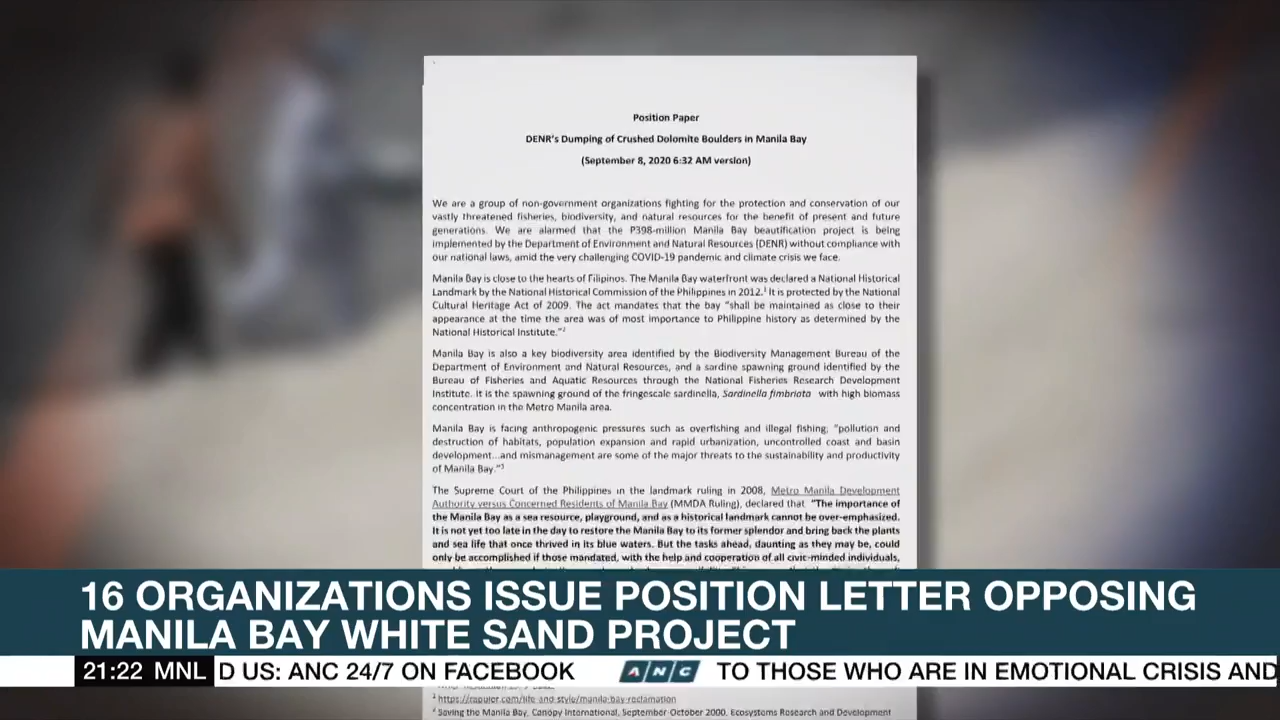 Position Paper
DENR's Dumping of Crushed Dolomite Boulders in Manila Bay
(September 8, 2020 6:32 AM version)
We are a group of non-government organizations fighting for the protection and conservation of our
vastly threatened fisheries, biodiversity, and natural resources for the benefit of present and future
generations. We are alarmed that the P398-million Manila Bay beautification project is being
implemented by the Department of Environment and Natural Resources (DENR) without compliance with
our national laws, amid the very challenging COVID-19 pandemic and climate crisis we face.
Manila Bay is close to the hearts of Filipinos. The Manila Bay waterfront was declared a National Historical
Landmark by the National Historical Commission of the Philippines in 2012.¹ It is protected by the National
Cultural Heritage Act of 2009. The act mandates that the bay "shall be maintained as close to their
appearance at the time the area was of most importance to Philippine history as determined by the
National Historical Institute."²
Manila Bay is also a key biodiversity area identified by the Biodiversity Management Bureau of the
Department of Environment and Natural Resources, and a sardine spawning ground identified by the
Bureau of Fisheries and Aquatic Resources through the National Fisheries Research Development
Institute. It is the spawning ground of the fringescale sardinella, Sardinella fimbriata with high biomass
concentration in the Metro Manila area.
Manila Bay is facing anthropogenic pressures such as overfishing and illegal fishing; "pollution and
destruction of habitats, population expansion and rapid urbanization, uncontrolled coast and basin
development...and mismanagement are some of the major threats to the sustainability and productivity
of Manila Bay."³
The Supreme Court of the Philippines in the landmark ruling in 2008, Metro Manila Development
Authority versus Concerned Residents of Manila Bay (MMDA Ruling), declared that "The importance of
the Manila Bay as a sea resource, playground, and as a historical landmark cannot be over-emphasized.
It is not yet too late in the day to restore the Manila Bay to its former splendor and bring back the plants
and sea life that once thrived in its blue waters. But the tasks ahead, daunting as they may be, could
only be accomplished if those mandated, with the help and cooperation of all civic-minded individuals,
16 ORGANIZATIONS ISSUE POSITION LETTER OPPOSING
MANILA BAY WHITE SAND PROJECT
21:22 MNL D US: ANC 24/7 ON FACEBOOK ANC TO THOSE WHO ARE IN EMOTIONAL CRISIS AND
https://rappler.com/life-and-style/manila-bay-reclamation
Saving the Manila Bay, Canopy International, September-October 2000, Ecosystems Research and Development